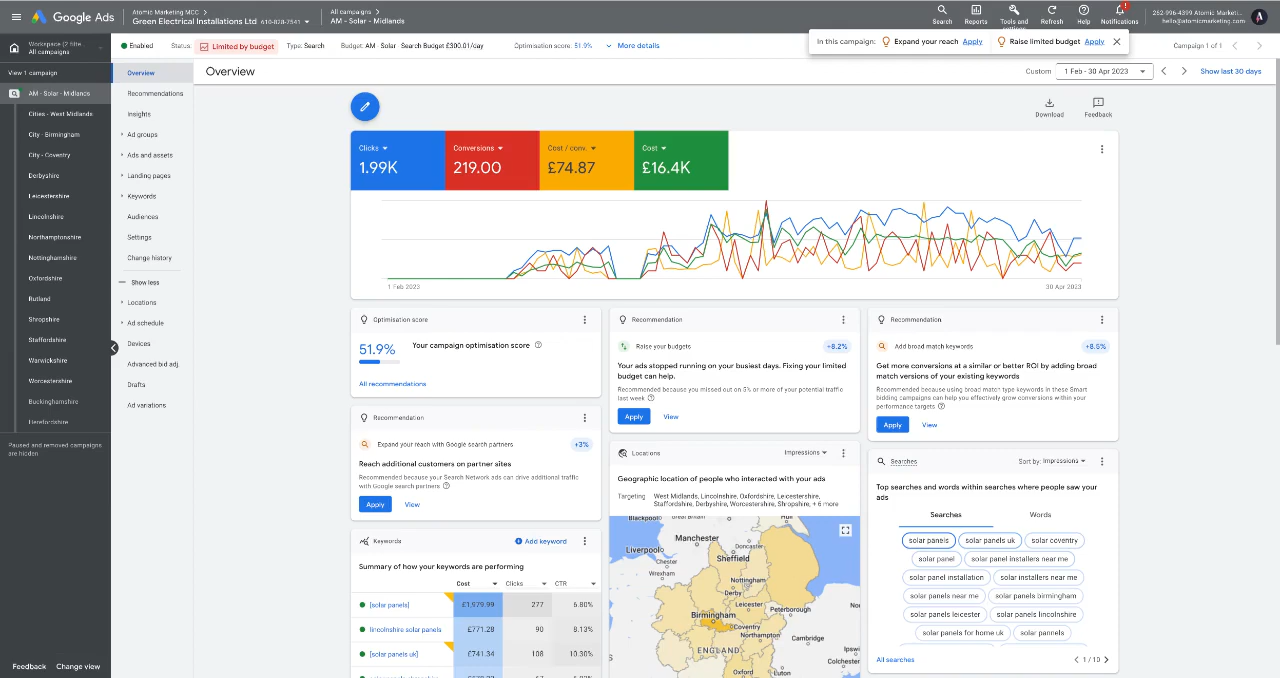 Google Ads
Atomic Marketing MCC
Green Electrical Installations Ltd 610-828-7541
All campaigns
AM - Solar - Midlands
Search
Reports
Tools and
Refresh
Help
Notifications
262-996-4399 Atomic Marketi...
hello@atomicmarketing.com
Workspace (2 filte...
All campaigns
Enabled
Status: Limited by budget
Type: Search
Budget: AM - Solar - Search Budget £300.01/day
Optimisation score: 51.9%
More details
In this campaign:
Expand your reach Apply
Raise limited budget Apply
Campaign 1 of 1
View 1 campaign
AM - Solar - Midlands
Cities - West Midlands
City - Birmingham
City - Coventry
Derbyshire
Leicestershire
Lincolnshire
Northamptonshire
Nottinghamshire
Oxfordshire
Rutland
Shropshire
Staffordshire
Warwickshire
Worcestershire
Buckinghamshire
Herefordshire
Paused and removed campaigns
are hidden
Feedback
Change view
Overview
Recommendations
Insights
Ad groups
Ads and assets
Landing pages
Keywords
Audiences
Settings
Change history
Show less
Locations
Ad schedule
Devices
Advanced bid adj.
Drafts
Ad variations
Overview
Custom
1 Feb - 30 Apr 2023
Show last 30 days
Download
Feedback
Clicks
1.99K
Conversions
219.00
Cost / conv.
£74.87
Cost
£16.4K
1 Feb 2023
30 Apr 2023
Optimisation score
51.9%
Your campaign optimisation score
All recommendations
Recommendation
Expand your reach with Google search partners
+3%
Reach additional customers on partner sites
Recommended because your Search Network ads can drive additional traffic
with Google search partners
Apply
View
Keywords
Add keyword
Summary of how your keywords are performing
Cost
Clicks
CTR
[solar panels] £1,979.99 277 6.80%
lincolnshire solar panels £771.28 90 8.13%
[solar panels uk] £741.34 108 10.30%
Recommendation
Raise your budgets
+8.2%
Your ads stopped running on your busiest days. Fixing your limited
budget can help.
Recommended because you missed out on 5% or more of your potential traffic
last week
Apply
View
Locations
Impressions
Geographic location of people who interacted with your ads
Targeting
West Midlands, Lincolnshire, Oxfordshire, Leicestershire,
Staffordshire, Derbyshire, Worcestershire, Shropshire, + 6 more
Blackpool
Great Britain
Hull
Manchester
Doncaster
Liverpool
Sheffield
Chester
Wrexham
Nottingham
Derby
Leicester
Peterborough
Birmingham
Coventry
Northampton
Cambridge
ENGLAND
Ipswi
Colchester
Oxford
Luton
Recommendation
Add broad match keywords
+8.5%
Get more conversions at a similar or better ROI by adding broad
match versions of your existing keywords
Recommended because using broad match type keywords in these Smart
bidding campaigns can help you effectively grow conversions within your
performance targets
Apply
View
Searches
Sort by: Impressions
Top searches and words within searches where people saw your
ads
Searches
Words
solar panels
solar panels uk
solar coventry
solar panel
solar panel installers near me
solar panel installation
solar installers near me
solar panels near me
solar panels birmingham
solar panels leicester
solar panels lincolnshire
solar panels for home uk
solar pannels
All searches
1 / 10